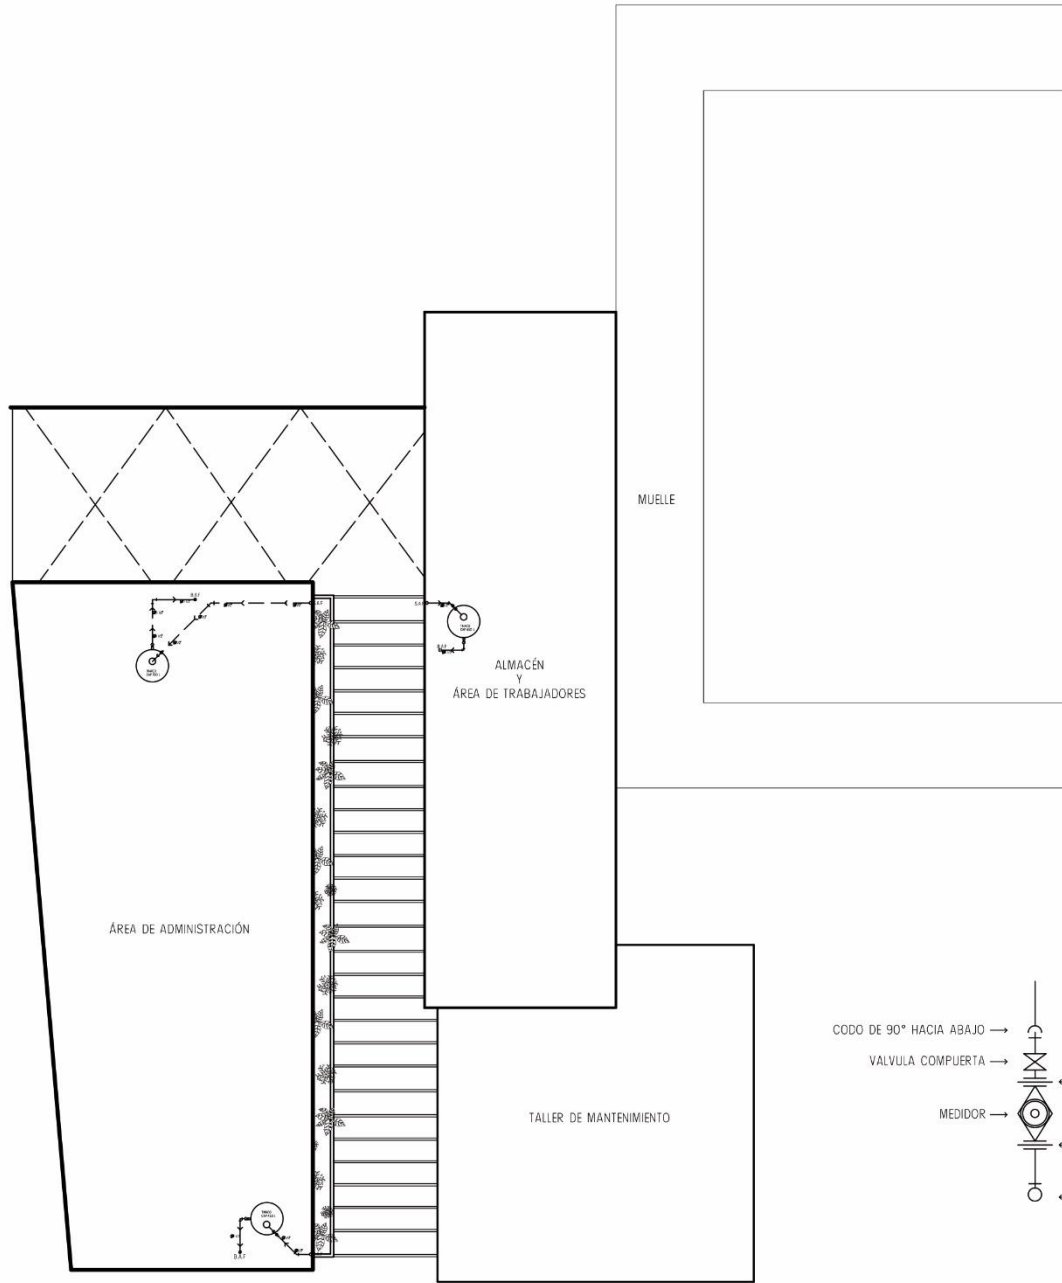 MUELLE
B.A.F
S.A.F
S.A.F
B.A.F
ALMACÉN
Y
ÁREA DE TRABAJADORES
ÁREA DE ADMINISTRACIÓN
CODO DE 90° HACIA ABAJO
VALVULA COMPUERTA
MEDIDOR
TALLER DE MANTENIMIENTO
B.A.F